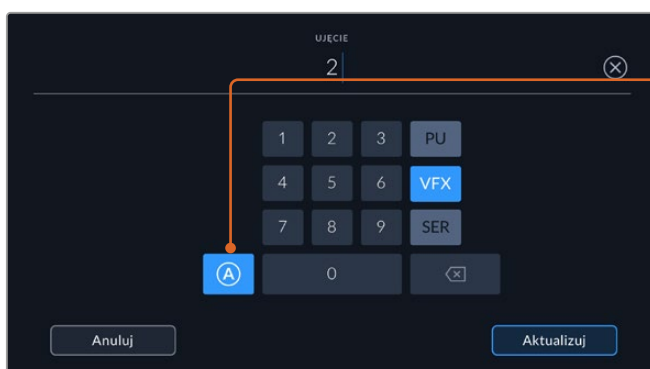 UJĘCIE
2
1 2 3 PU
4 5 6 VFX
7 8 9 SER
A 0
Anuluj Aktualizuj